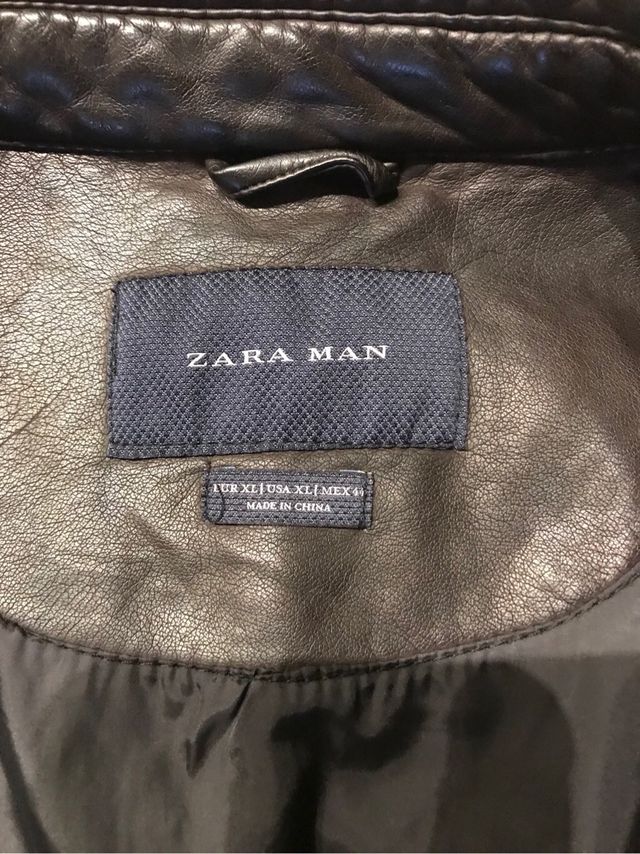 ZARA MAN
EUR XL | USA XL | MEX 44
MADE IN CHINA